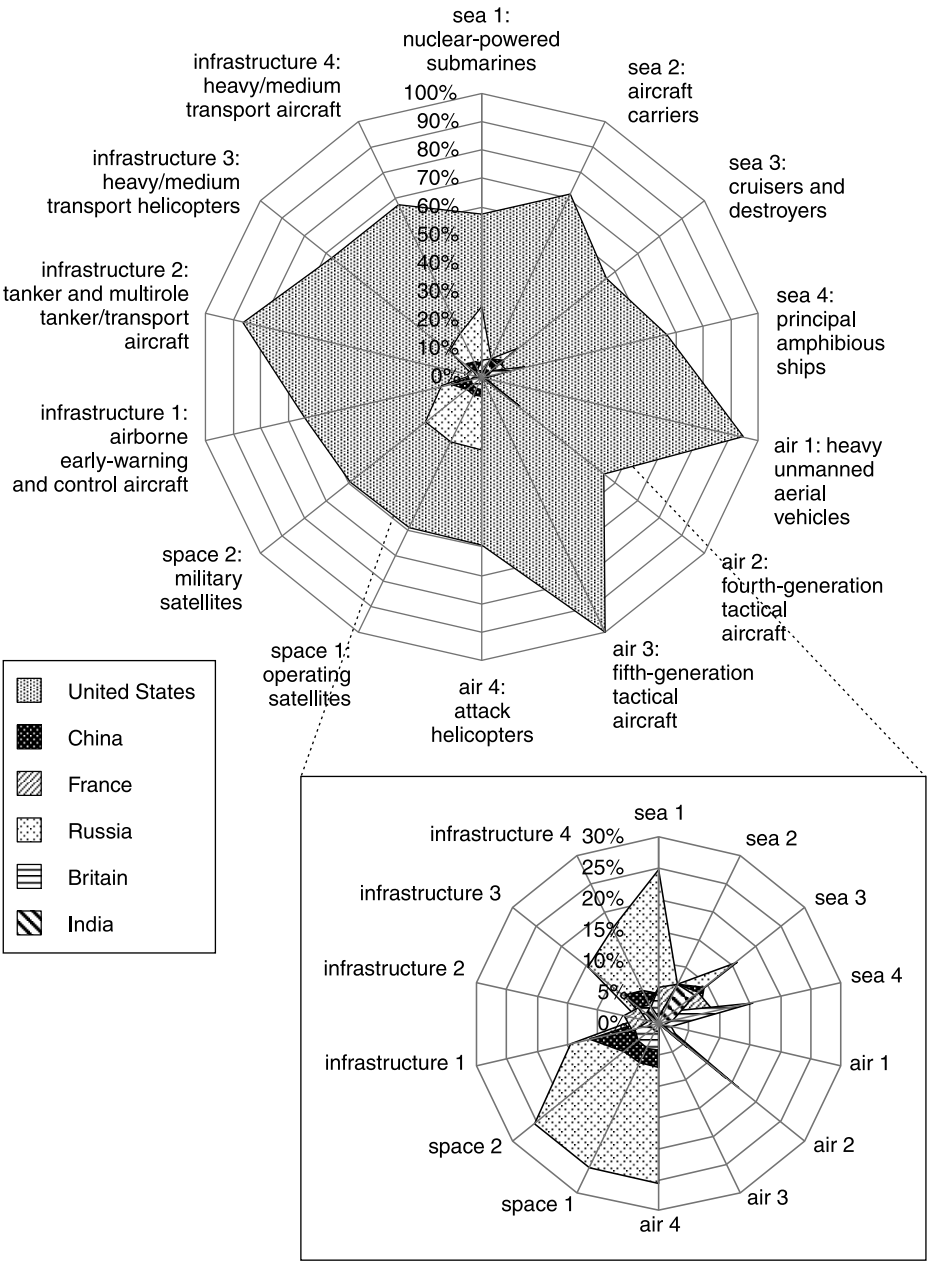 sea 1:
nuclear-powered
submarines
sea 2:
aircraft
carriers
sea 3:
cruisers and
destroyers
sea 4:
principal
amphibious
ships
air 1: heavy
unmanned
aerial
vehicles
air 2:
fourth-generation
tactical
aircraft
air 3:
fifth-generation
tactical
aircraft
air 4:
attack
helicopters
space 1:
operating
satellites
space 2:
military
satellites
infrastructure 1:
airborne
early-warning
and control aircraft
infrastructure 2:
tanker and multirole
tanker/transport
aircraft
infrastructure 3:
heavy/medium
transport helicopters
infrastructure 4:
heavy/medium
transport aircraft
100%
90%
80%
70%
60%
50%
40%
30%
20%
10%
0%
United States
China
France
Russia
Britain
India
sea 1
sea 2
sea 3
sea 4
air 1
air 2
air 3
air 4
space 1
space 2
infrastructure 1
infrastructure 2
infrastructure 3
infrastructure 4
30%
25%
20%
15%
10%
5%
0%